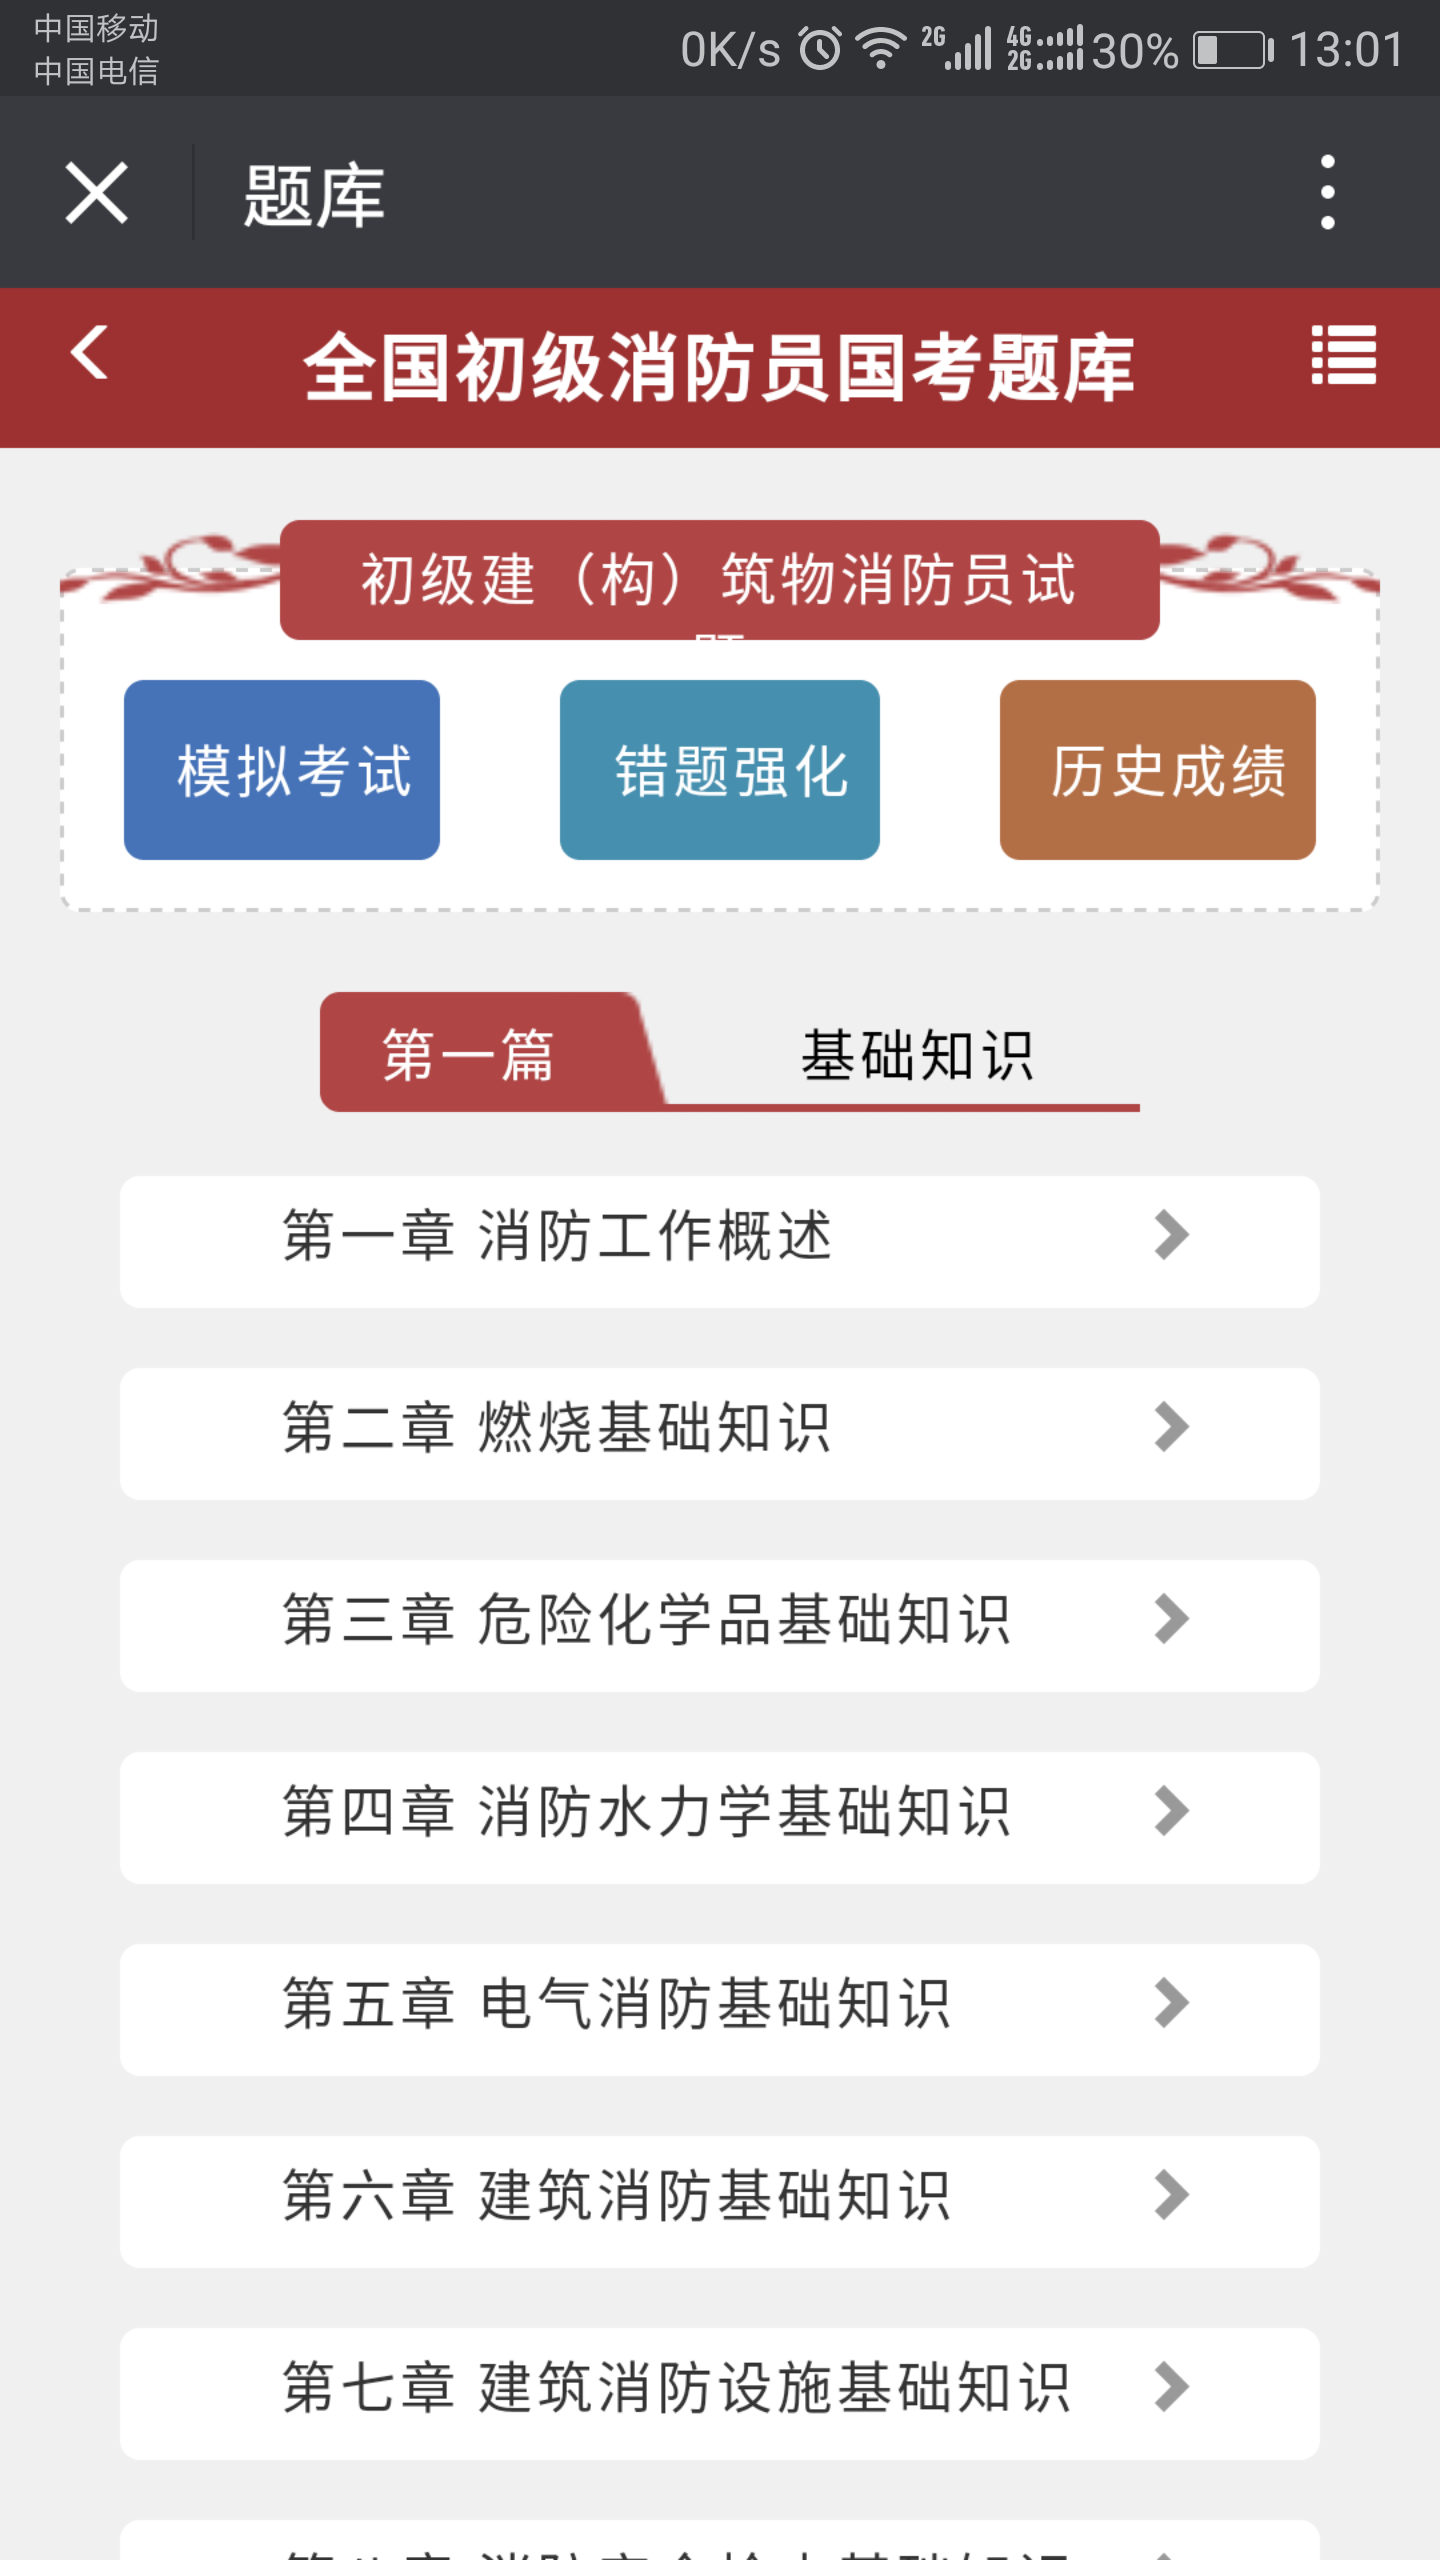 中国移动
中国电信
0K/s 2G 4G 2G 30% 13:01
题库
全国初级消防员国考题库
初级建（构）筑物消防员试
模拟考试 错题强化 历史成绩
第一篇 基础知识
第一章 消防工作概述
第二章 燃烧基础知识
第三章 危险化学品基础知识
第四章 消防水力学基础知识
第五章 电气消防基础知识
第六章 建筑消防基础知识
第七章 建筑消防设施基础知识